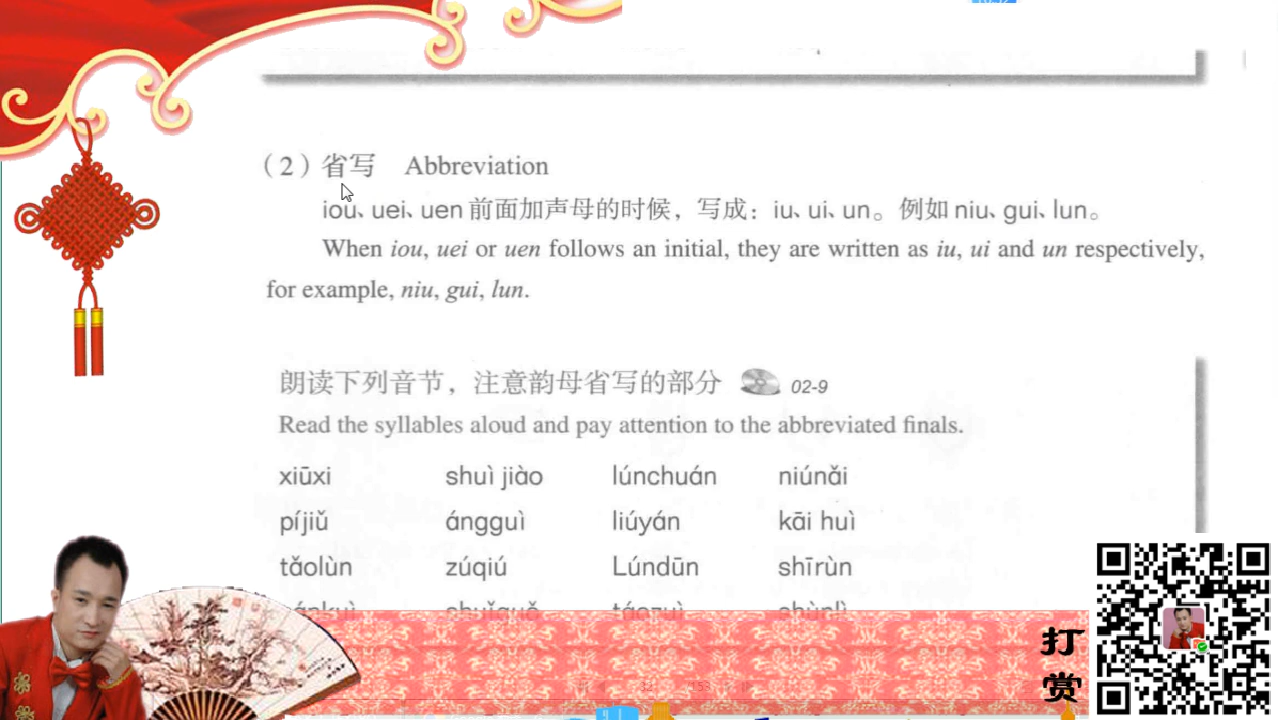 （2）省写 Abbreviation
iou、uei、uen 前面加声母的时候，写成：iu、ui、un。例如 niu、gui、lun。
When iou, uei or uen follows an initial, they are written as iu, ui and un respectively,
for example, niu, gui, lun.
朗读下列音节，注意韵母省写的部分 02-9
Read the syllables aloud and pay attention to the abbreviated finals.
xiūxi shuì jiào lúnchuán niúnǎi
píjiǔ ángguì liúyán kāi huì
tǎolùn zúqiú Lúndūn shīrùn
打
赏